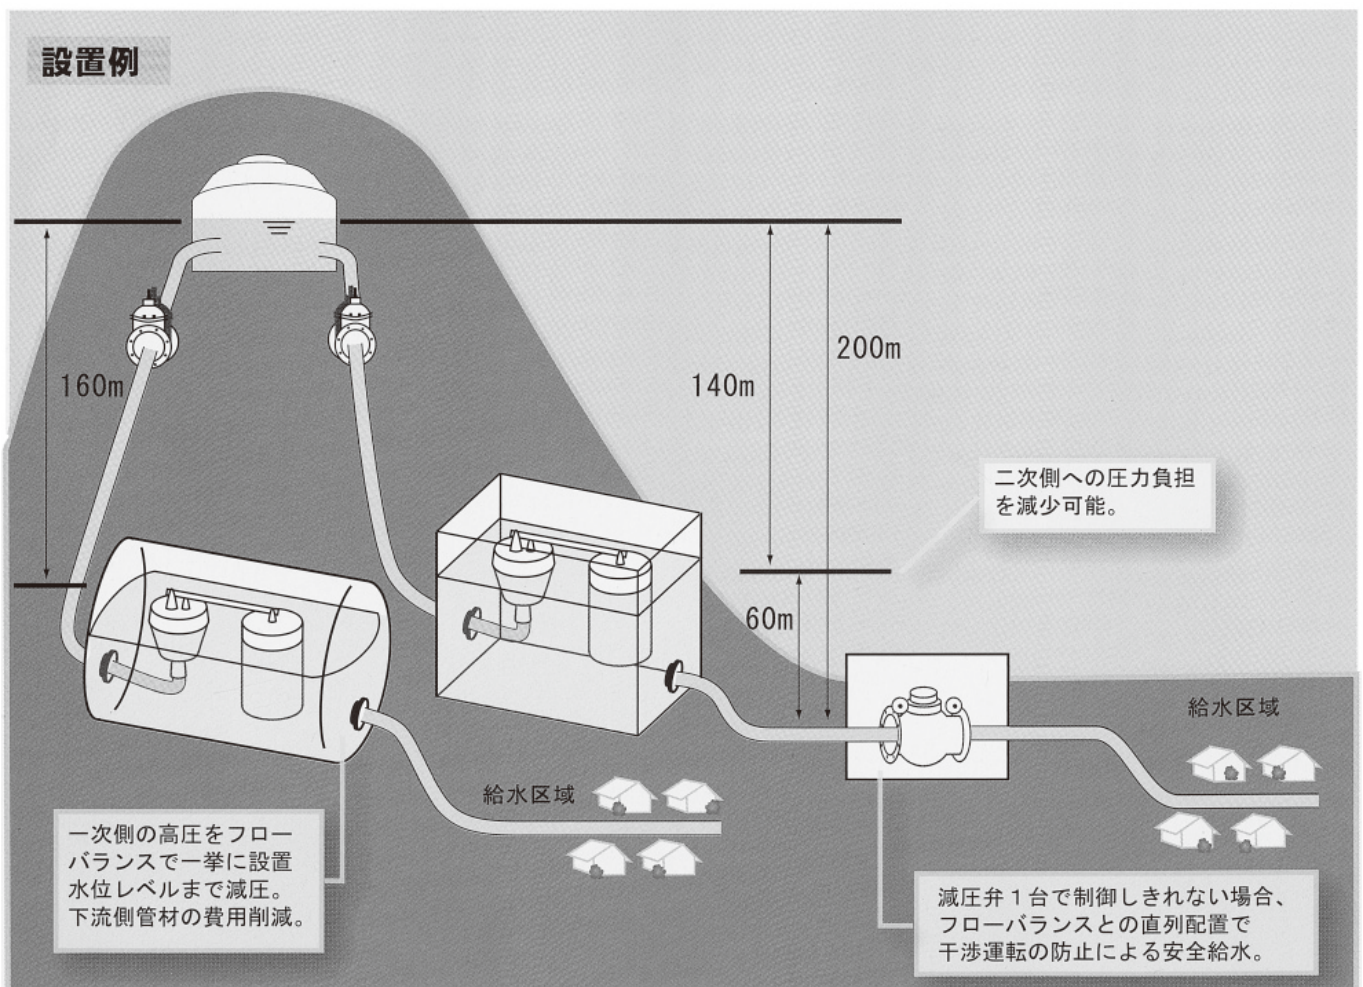 設置例
160m
140m
200m
二次側への圧力負担
を減少可能。
60m
給水区域
給水区域
一次側の高圧をフロー
バランスで一挙に設置
水位レベルまで減圧。
下流側管材の費用削減。
減圧弁1台で制御しきれない場合、
フローバランスとの直列配置で
干渉運転の防止による安全給水。